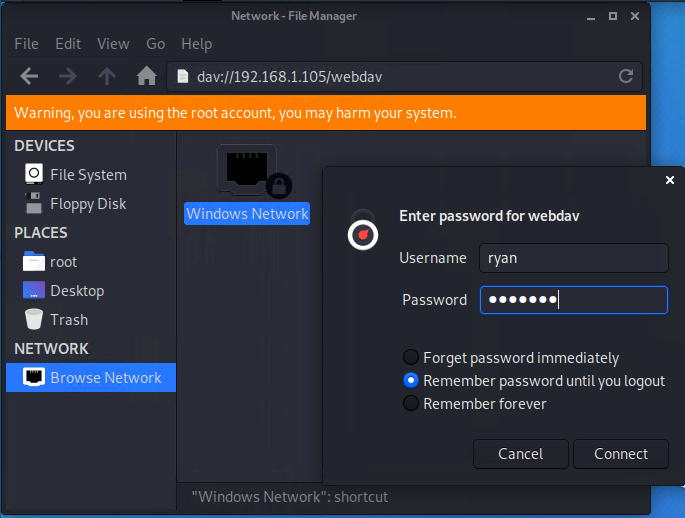 Network - File Manager
File Edit View Go Help
dav://192.168.1.105/webdav
Warning, you are using the root account, you may harm your system.
DEVICES
File System
Floppy Disk
PLACES
root
Desktop
Trash
NETWORK
Browse Network
Windows Network
Enter password for webdav
Username ryan
Password •••••••
Forget password immediately
Remember password until you logout
Remember forever
Cancel Connect
"Windows Network": shortcut